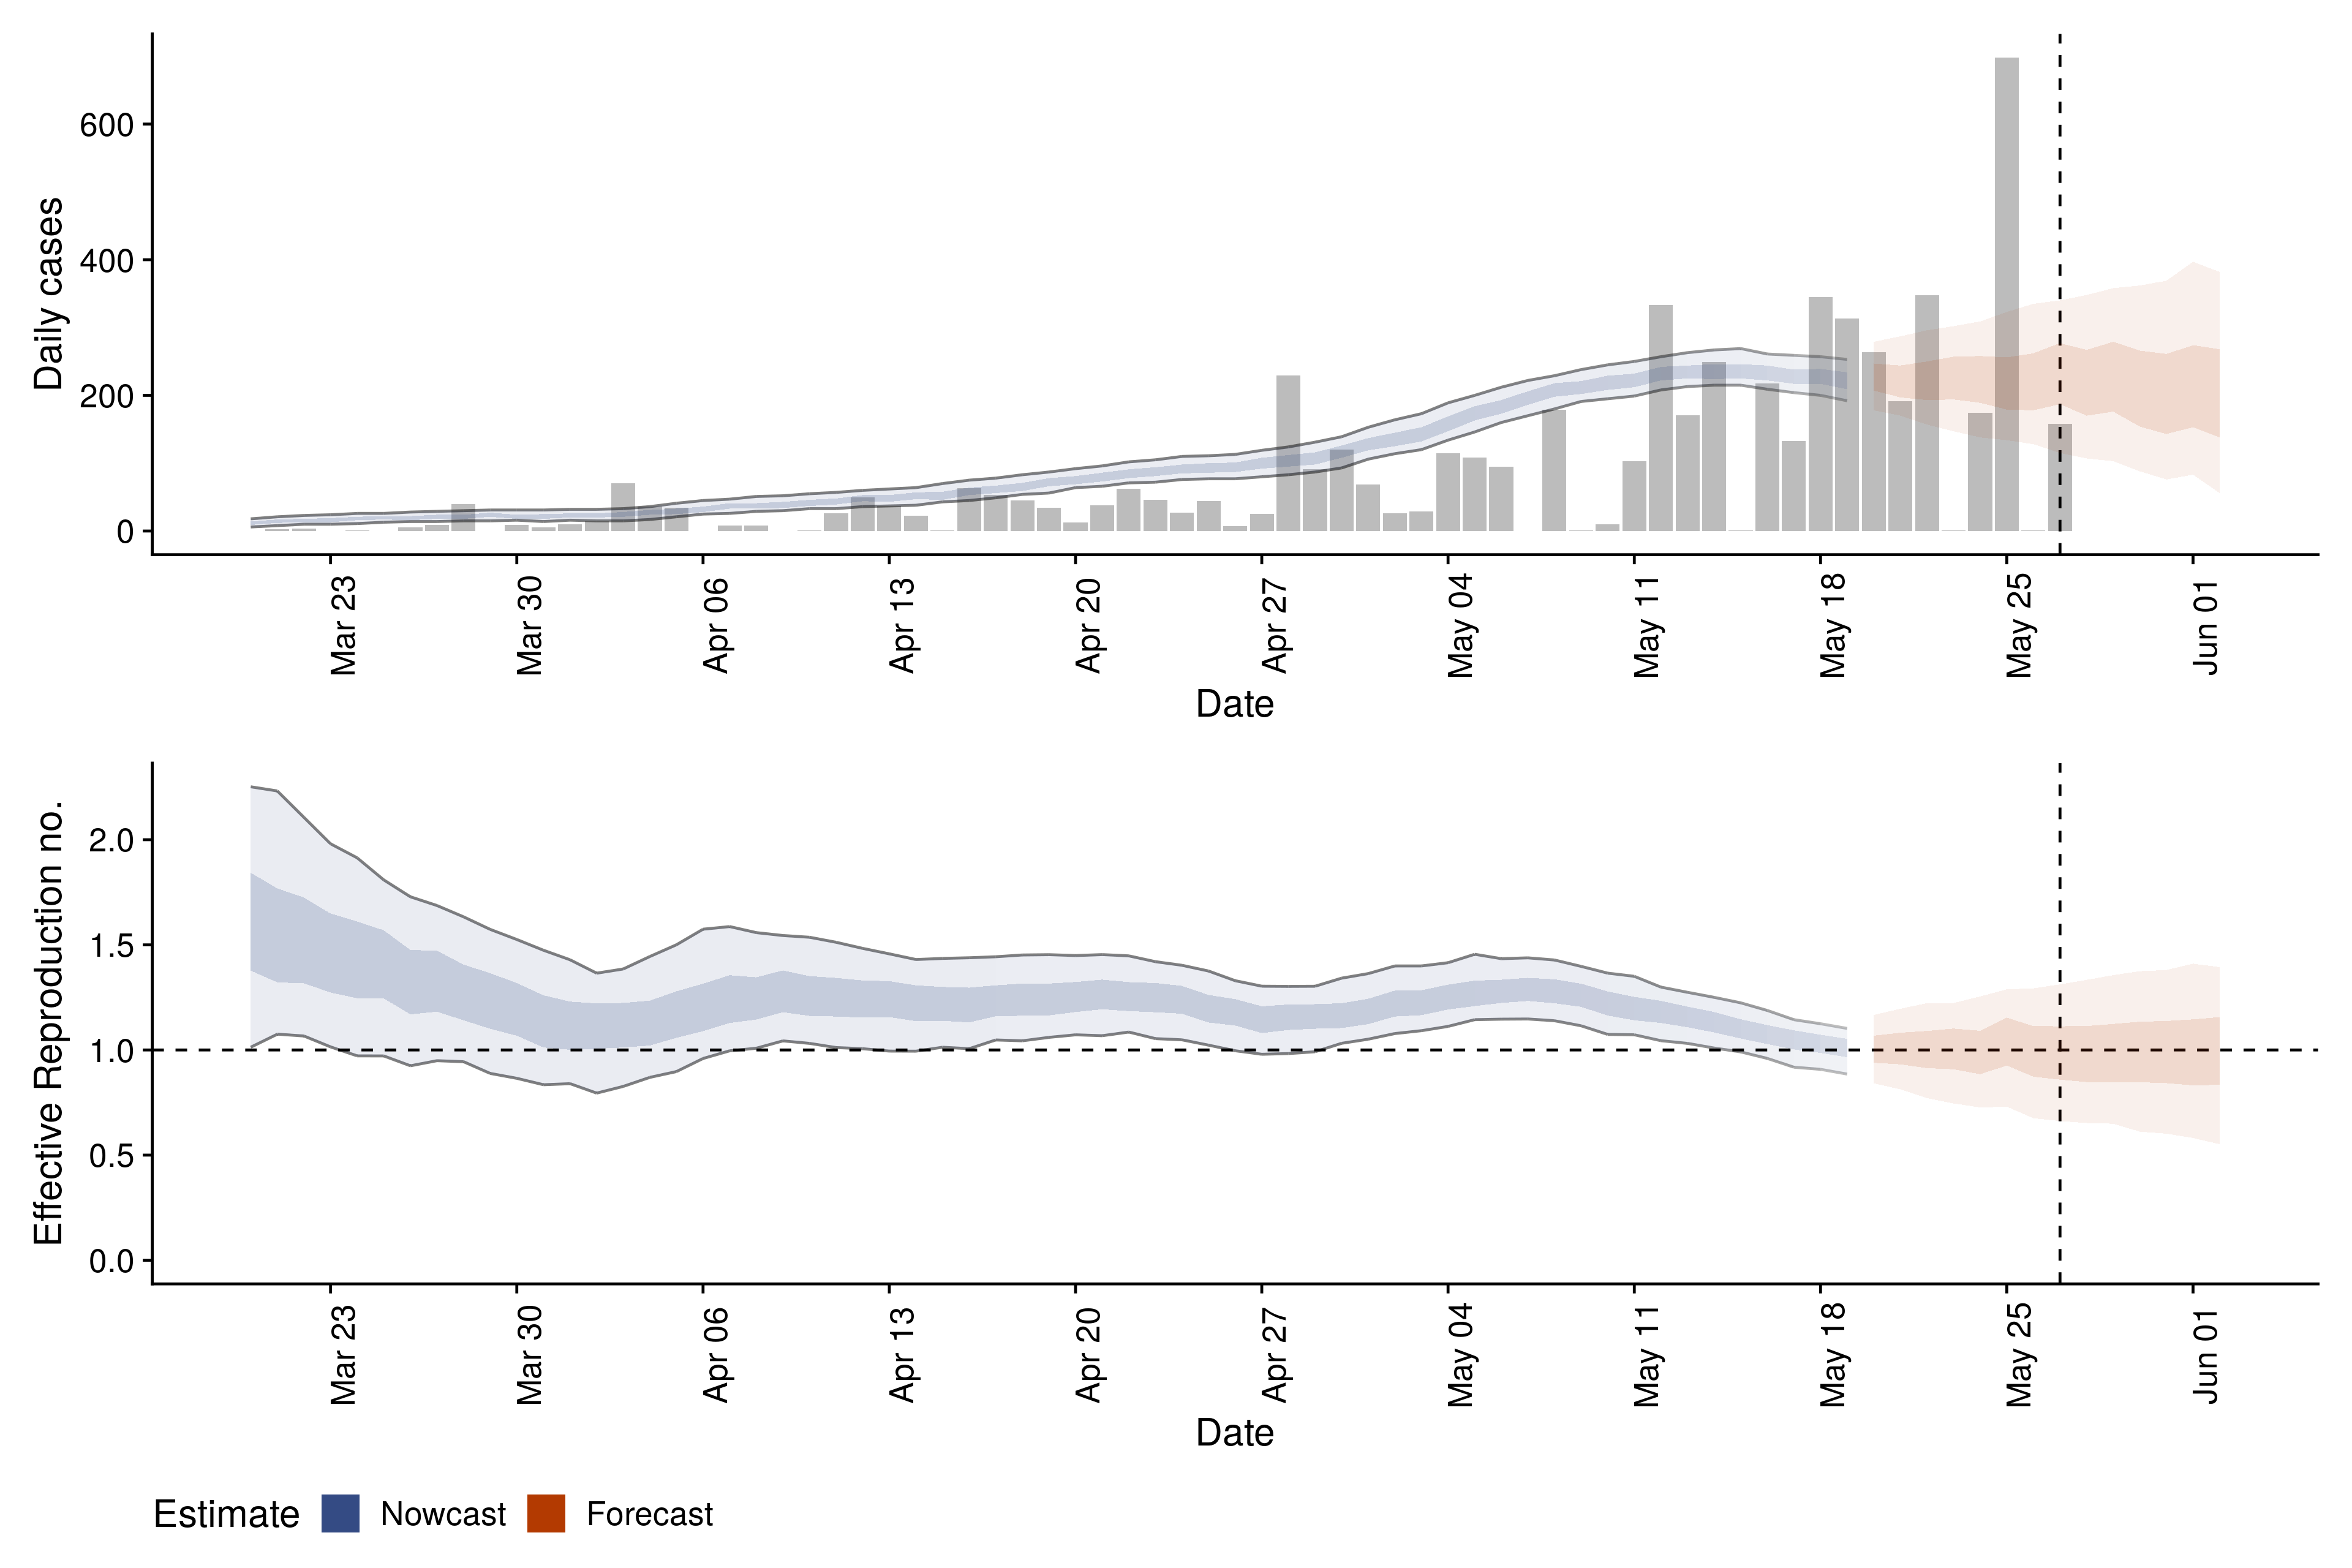 Daily cases
600
400
200
0
Mar 23
Mar 30
Apr 06
Apr 13
Apr 20
Apr 27
May 04
May 11
May 18
May 25
Jun 01
Date
Effective Reproduction no.
2.0
1.5
1.0
0.5
0.0
Mar 23
Mar 30
Apr 06
Apr 13
Apr 20
Apr 27
May 04
May 11
May 18
May 25
Jun 01
Date
Estimate Nowcast Forecast